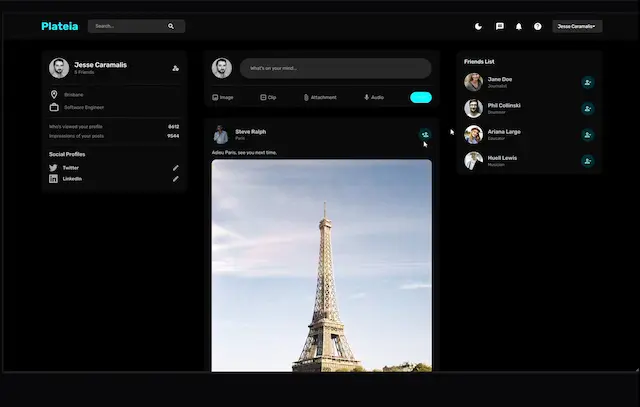 Plateia
Search...
Jesse Caramalis
Jesse Caramalis
5 Friends
Brisbane
Software Engineer
Who's viewed your profile 8612
Impressions of your posts 9544
Social Profiles
Twitter
LinkedIn
What's on your mind...
Image Clip Attachment Audio
Steve Ralph
Paris
Adieu Paris, see you next time.
Friends List
Jane Doe
Journalist
Phil Collinski
Drummer
Ariana Largo
Educator
Huell Lewis
Musician